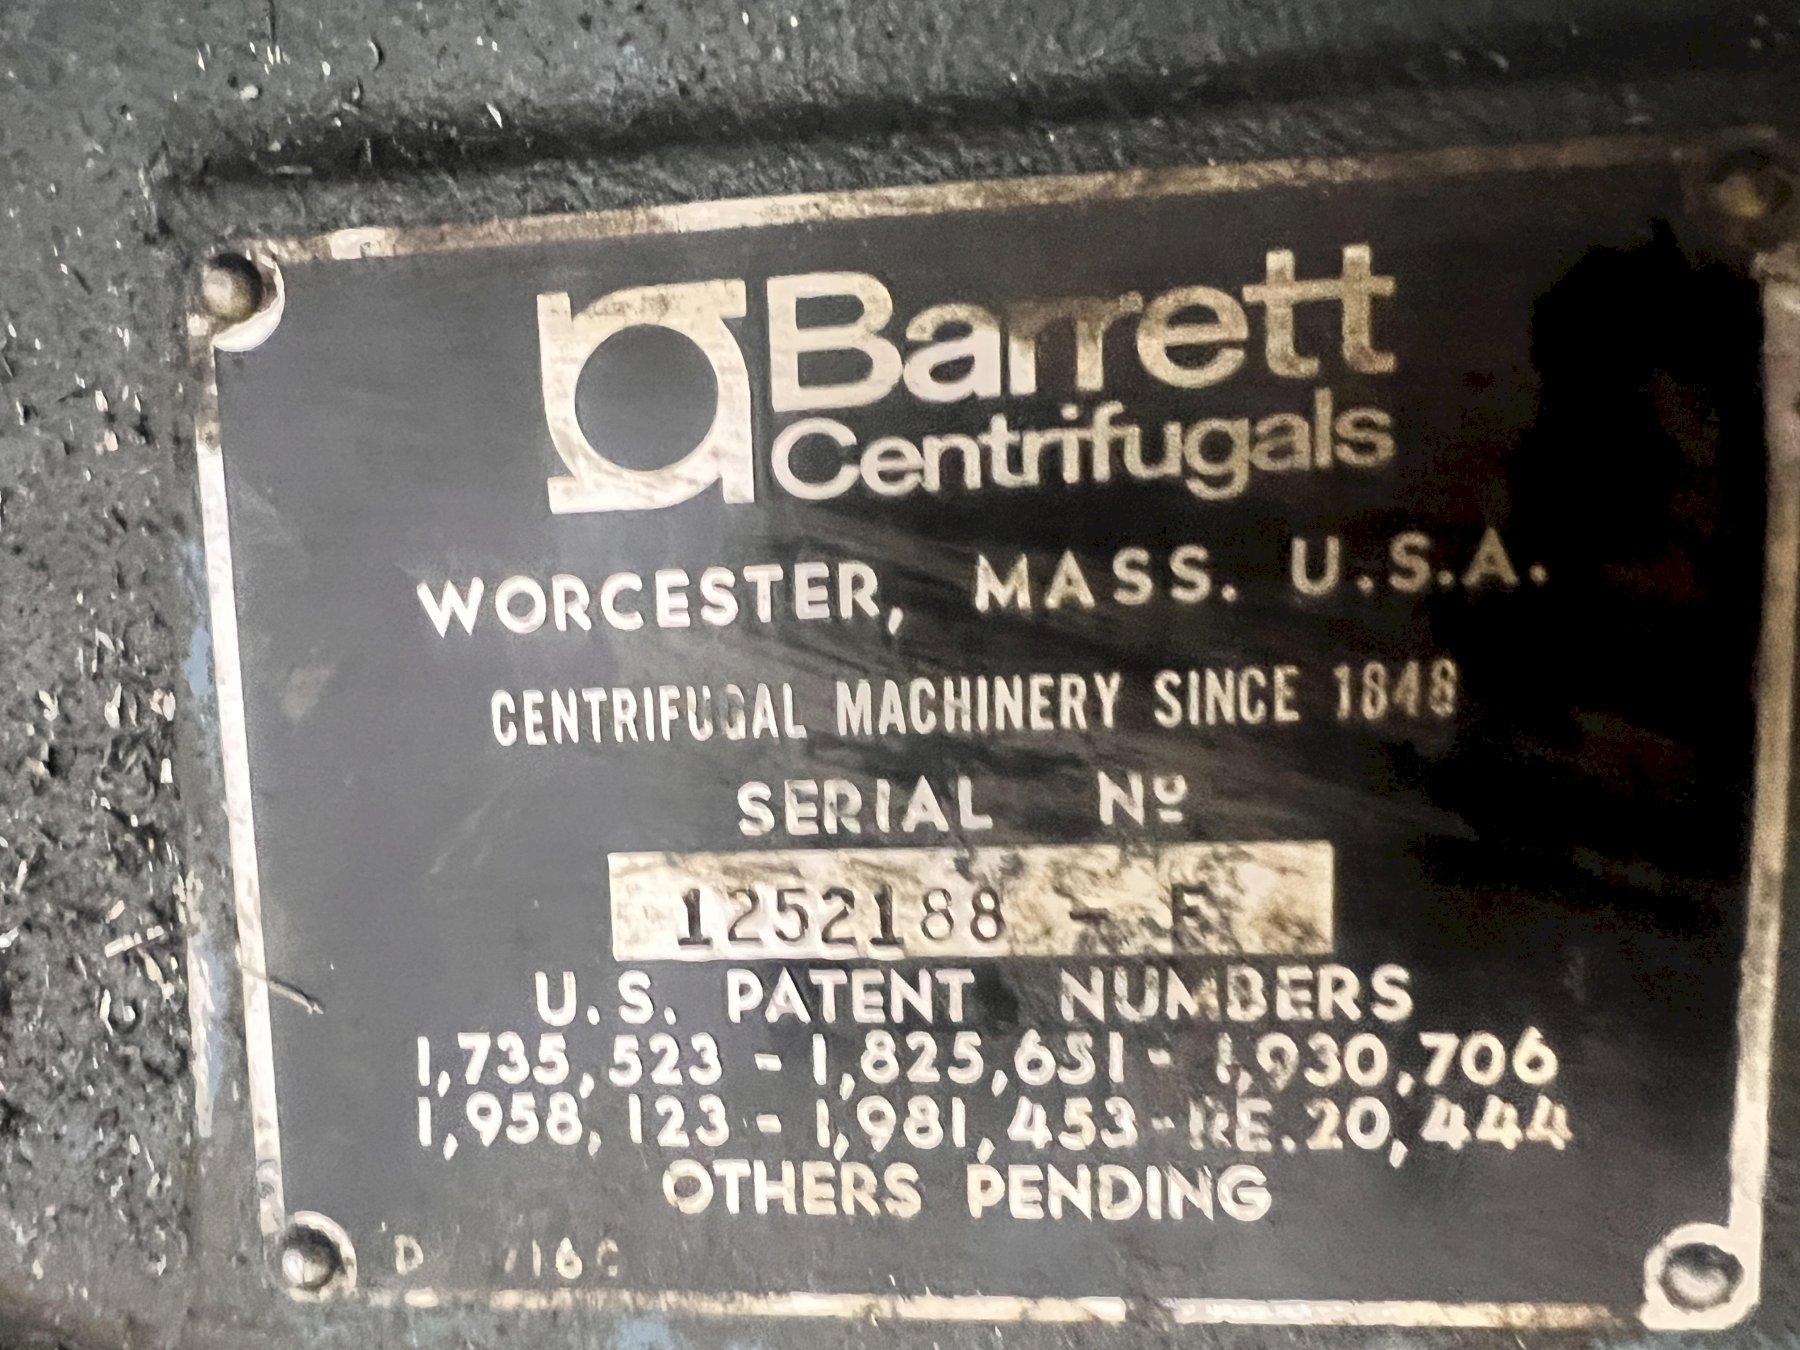 Barrett
Centrifugals
WORCESTER, MASS. U.S.A.
CENTRIFUGAL MACHINERY SINCE 1848
SERIAL Nº
1252188 - F
U.S. PATENT NUMBERS
1,735,523 - 1,825,651 - 1,930,706
1,958,123 - 1,981,453 - RE.20,444
OTHERS PENDING